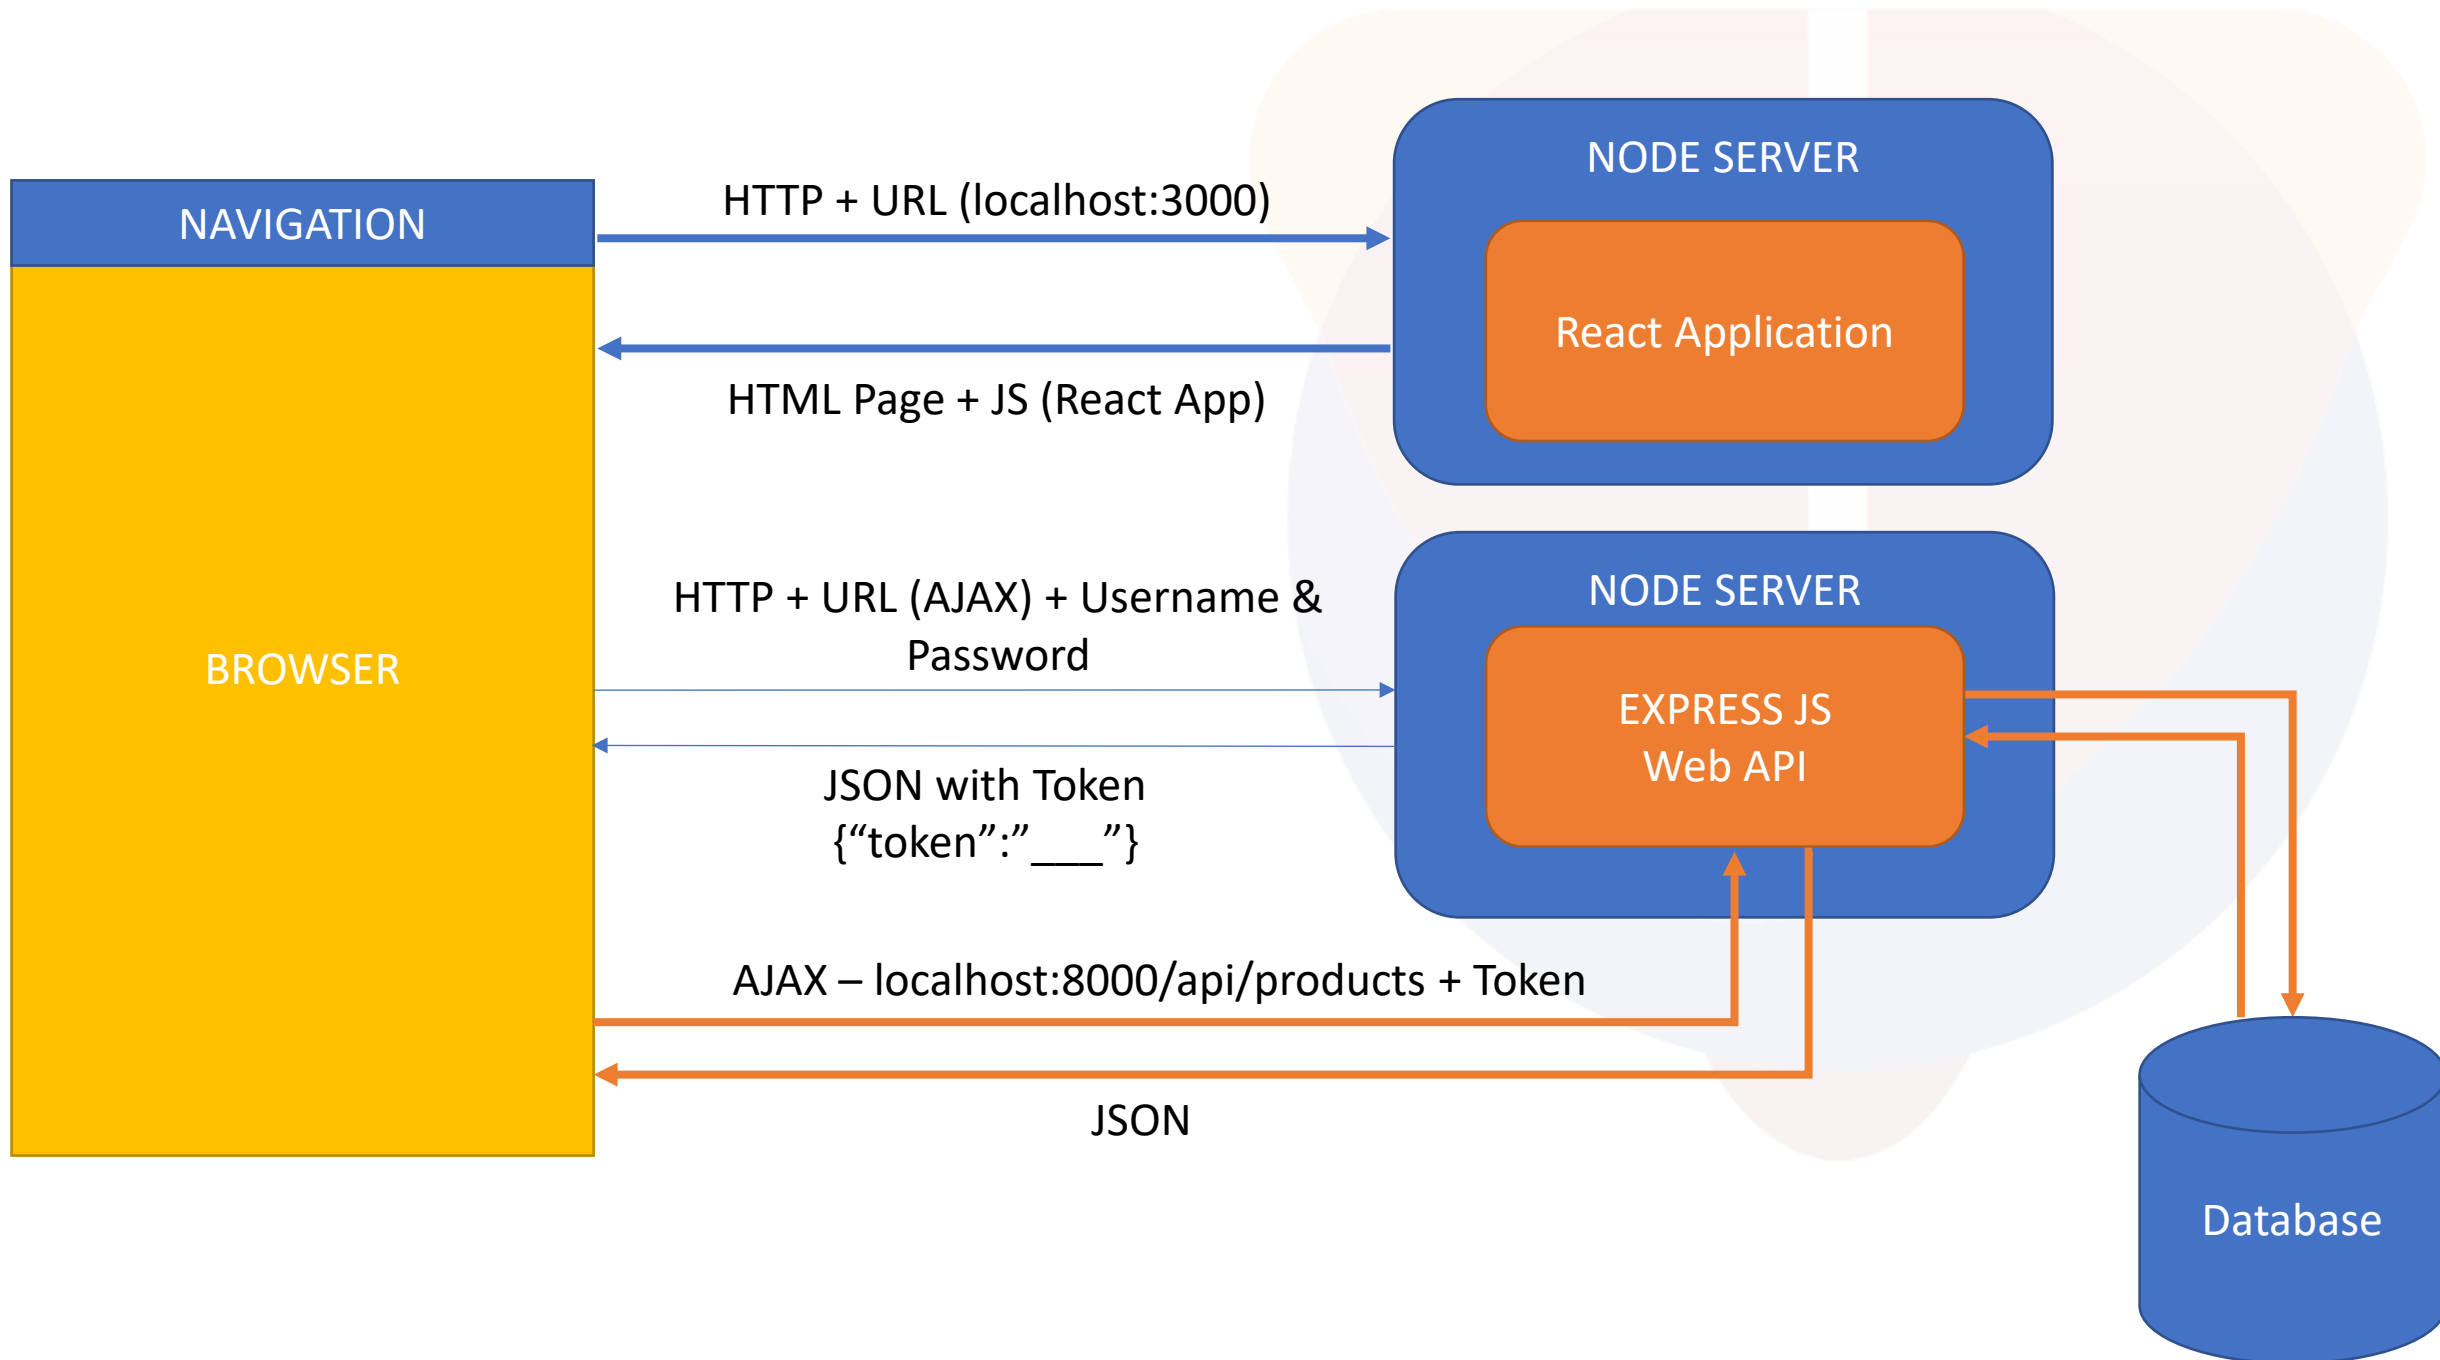 NODE SERVER
NAVIGATION
HTTP + URL (localhost:3000)
React Application
HTML Page + JS (React App)
NODE SERVER
HTTP + URL (AJAX) + Username &
Password
BROWSER
EXPRESS JS
Web API
JSON with Token
{“token”:”___”}
AJAX – localhost:8000/api/products + Token
JSON
Database